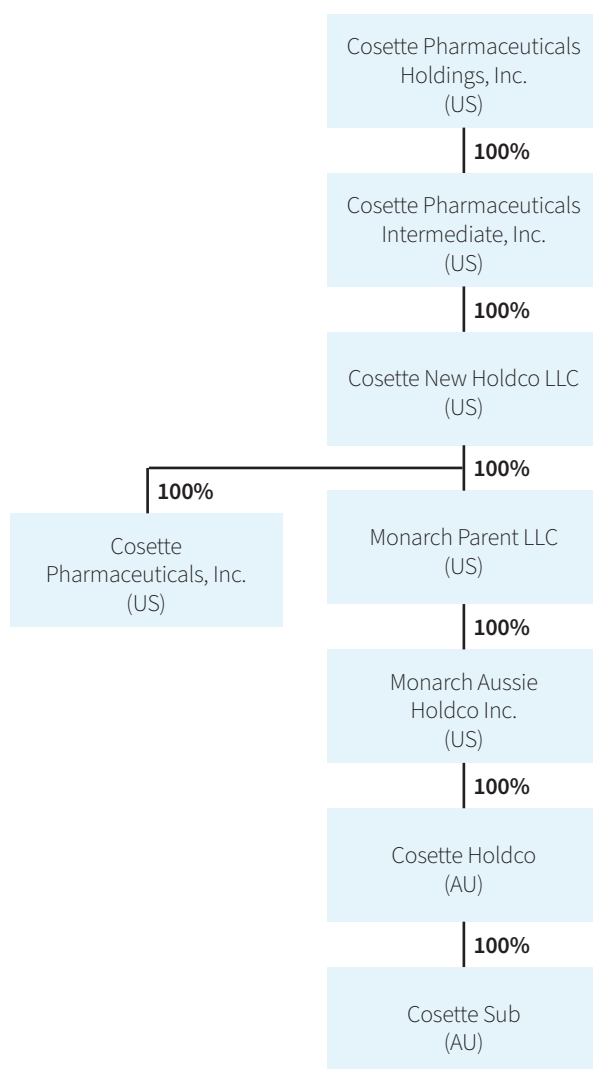 Cosette Pharmaceuticals
Holdings, Inc.
(US)
100%
Cosette Pharmaceuticals
Intermediate, Inc.
(US)
100%
Cosette New Holdco LLC
(US)
100%
100%
Cosette
Pharmaceuticals, Inc.
(US)
Monarch Parent LLC
(US)
100%
Monarch Aussie
Holdco Inc.
(US)
100%
Cosette Holdco
(AU)
100%
Cosette Sub
(AU)